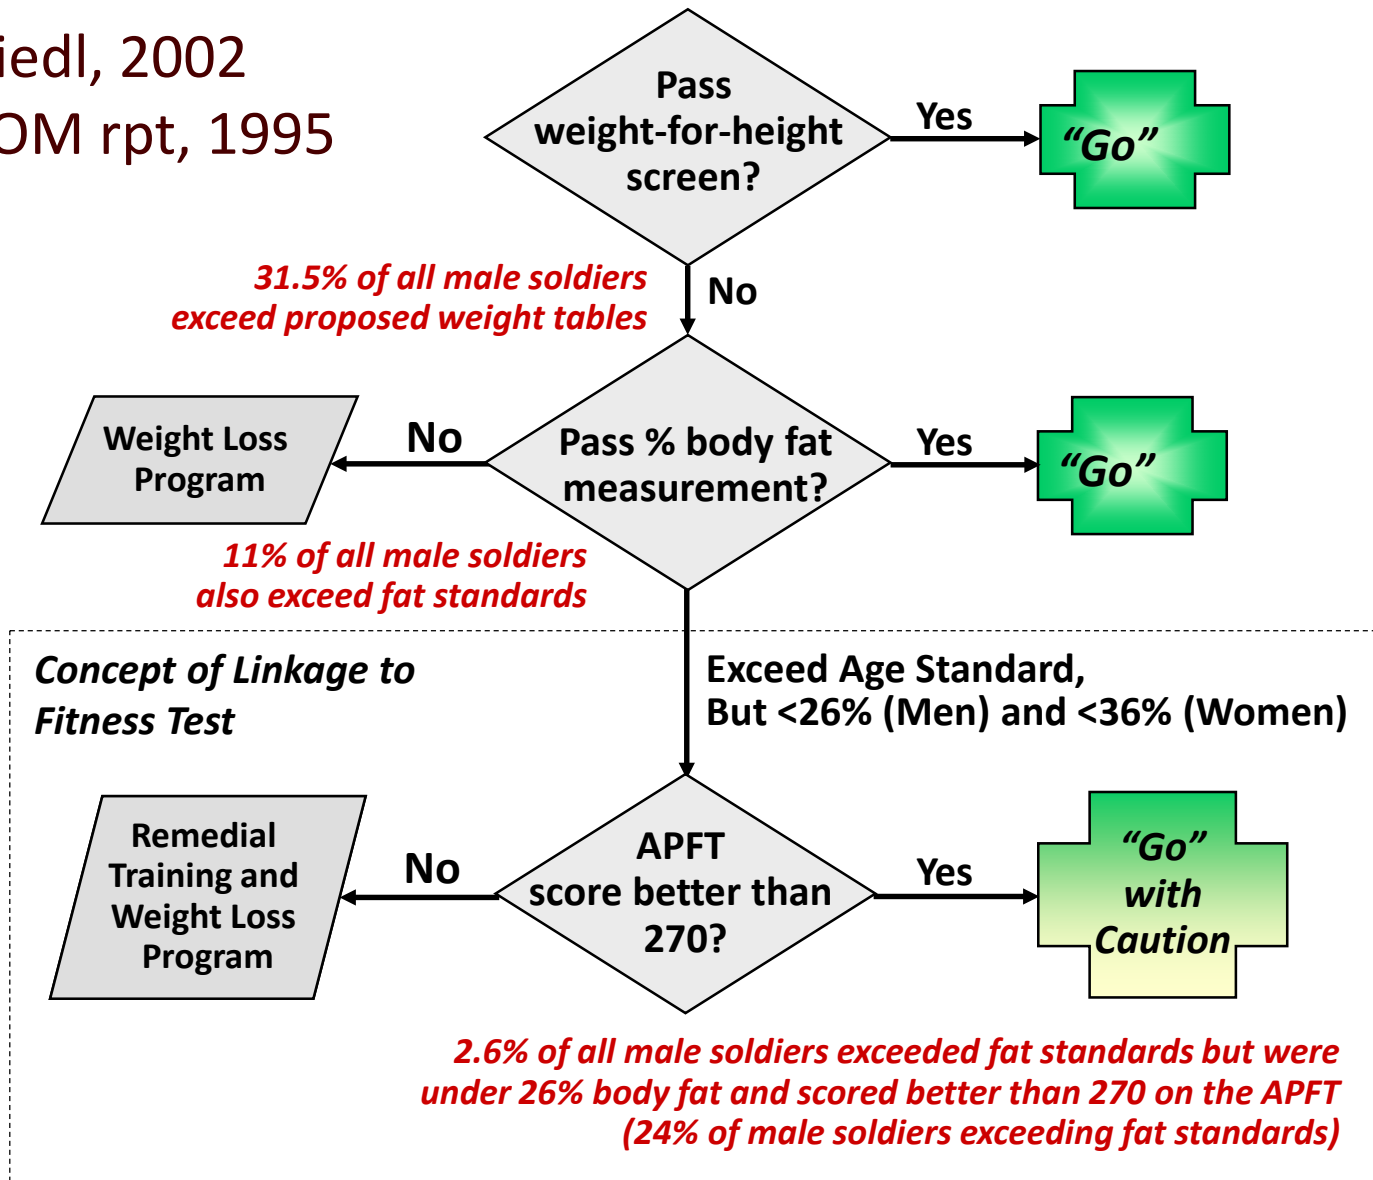 iedl, 2002
OM rpt, 1995
Pass
weight-for-height
screen?
Yes
“Go”
31.5% of all male soldiers
exceed proposed weight tables
No
Weight Loss
Program
No
Pass % body fat
measurement?
Yes
“Go”
11% of all male soldiers
also exceed fat standards
Concept of Linkage to
Fitness Test
Exceed Age Standard,
But <26% (Men) and <36% (Women)
Remedial
Training and
Weight Loss
Program
No
APFT
score better than
270?
Yes
“Go”
with
Caution
2.6% of all male soldiers exceeded fat standards but were
under 26% body fat and scored better than 270 on the APFT
(24% of male soldiers exceeding fat standards)